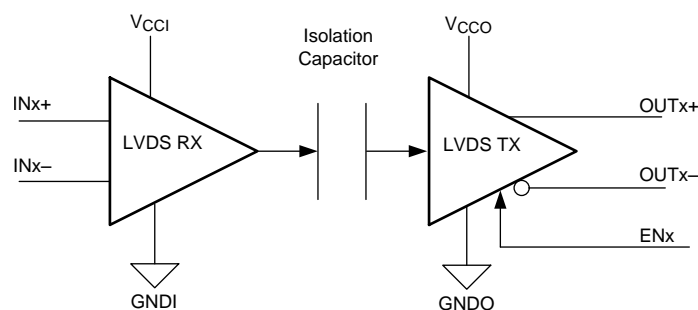 VCCI
Isolation
Capacitor
VCCO
INx+
LVDS RX
INx–
GNDI
LVDS TX
OUTx+
OUTx–
ENx
GNDO